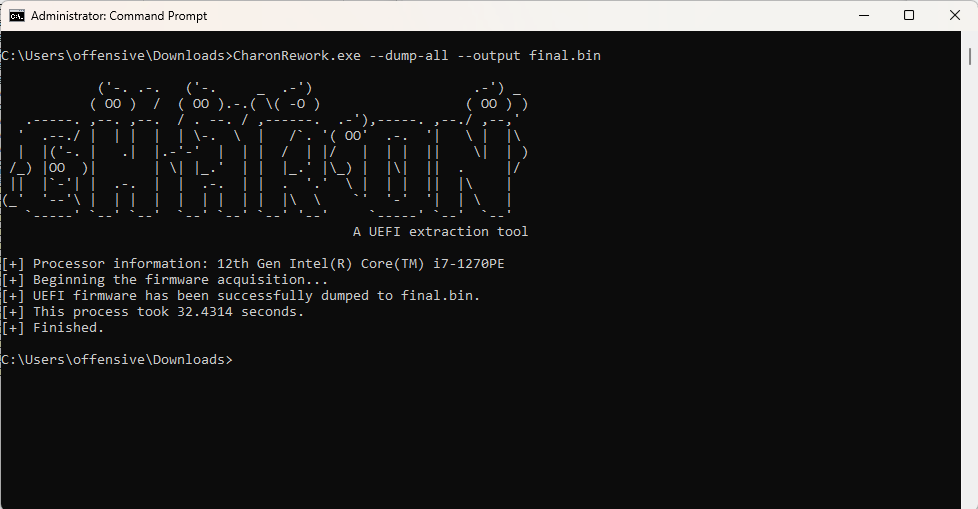 Administrator: Command Prompt
C:\Users\offensive\Downloads>CharonRework.exe --dump-all --output final.bin
CHARON
A UEFI extraction tool
[+] Processor information: 12th Gen Intel(R) Core(TM) i7-1270PE
[+] Beginning the firmware acquisition...
[+] UEFI firmware has been successfully dumped to final.bin.
[+] This process took 32.4314 seconds.
[+] Finished.
C:\Users\offensive\Downloads>